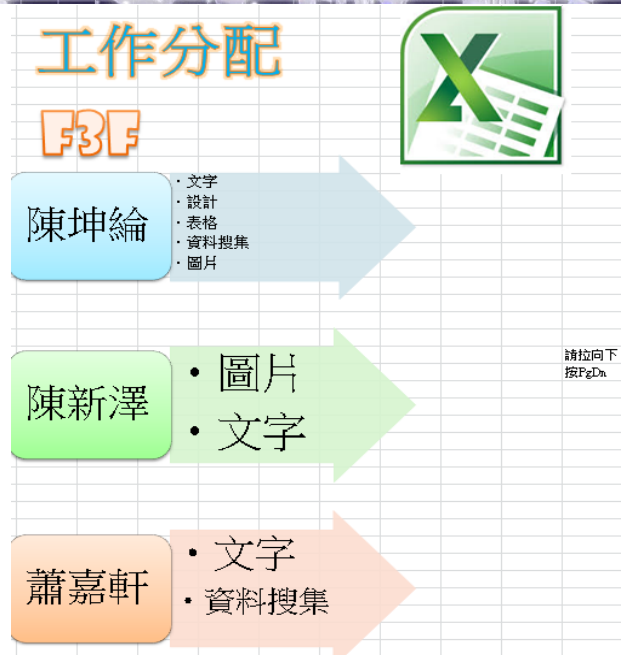 工作分配
F3F
陳坤綸
・文字
・設計
・表格
・資料搜集
・圖片
陳新澤
・圖片
・文字
請拉向下
按PgDn
蕭嘉軒
・文字
・資料搜集